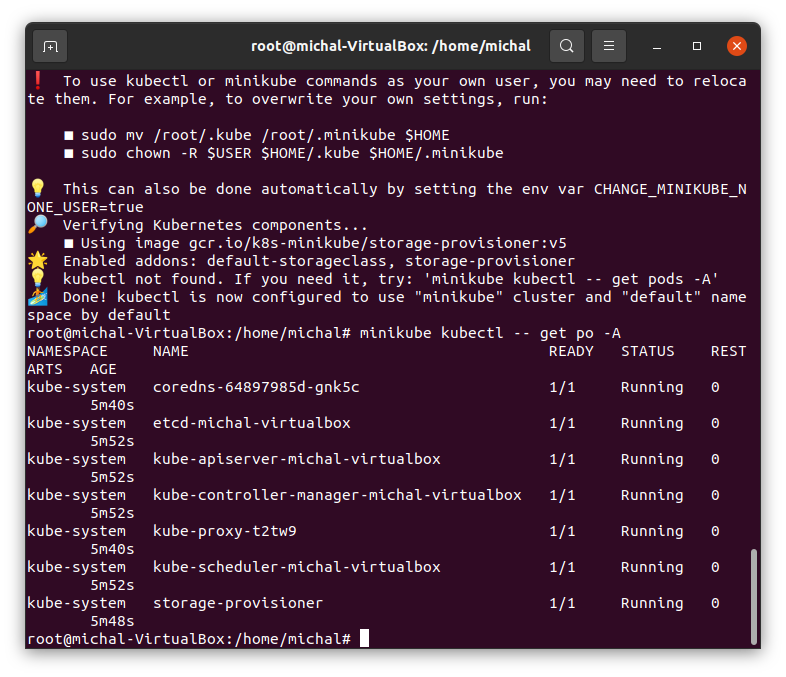 root@michal-VirtualBox: /home/michal
To use kubectl or minikube commands as your own user, you may need to reloca
te them. For example, to overwrite your own settings, run:
■ sudo mv /root/.kube /root/.minikube $HOME
■ sudo chown -R $USER $HOME/.kube $HOME/.minikube
This can also be done automatically by setting the env var CHANGE_MINIKUBE_N
ONE_USER=true
Verifying Kubernetes components...
■ Using image gcr.io/k8s-minikube/storage-provisioner:v5
Enabled addons: default-storageclass, storage-provisioner
kubectl not found. If you need it, try: 'minikube kubectl -- get pods -A'
Done! kubectl is now configured to use "minikube" cluster and "default" name
space by default
root@michal-VirtualBox:/home/michal# minikube kubectl -- get po -A
NAMESPACE     NAME                                        READY   STATUS    REST
ARTS   AGE
kube-system   coredns-64897985d-gnk5c                     1/1     Running   0
       5m40s
kube-system   etcd-michal-virtualbox                      1/1     Running   0
       5m52s
kube-system   kube-apiserver-michal-virtualbox            1/1     Running   0
       5m52s
kube-system   kube-controller-manager-michal-virtualbox   1/1     Running   0
       5m52s
kube-system   kube-proxy-t2tw9                            1/1     Running   0
       5m40s
kube-system   kube-scheduler-michal-virtualbox            1/1     Running   0
       5m52s
kube-system   storage-provisioner                         1/1     Running   0
       5m48s
root@michal-VirtualBox:/home/michal#